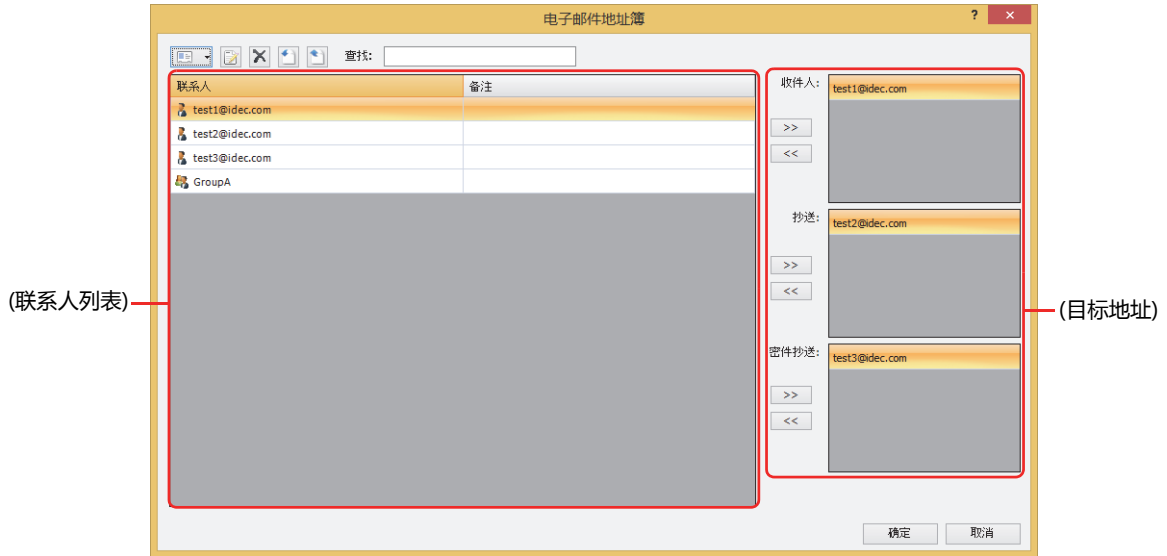 电子邮件地址簿
? ×
查找:
联系人 备注
test1@idec.com
test2@idec.com
test3@idec.com
GroupA
收件人: test1@idec.com
>>
<<
抄送: test2@idec.com
>>
<<
密件抄送: test3@idec.com
>>
<<
(联系人列表)
(目标地址)
确定 取消